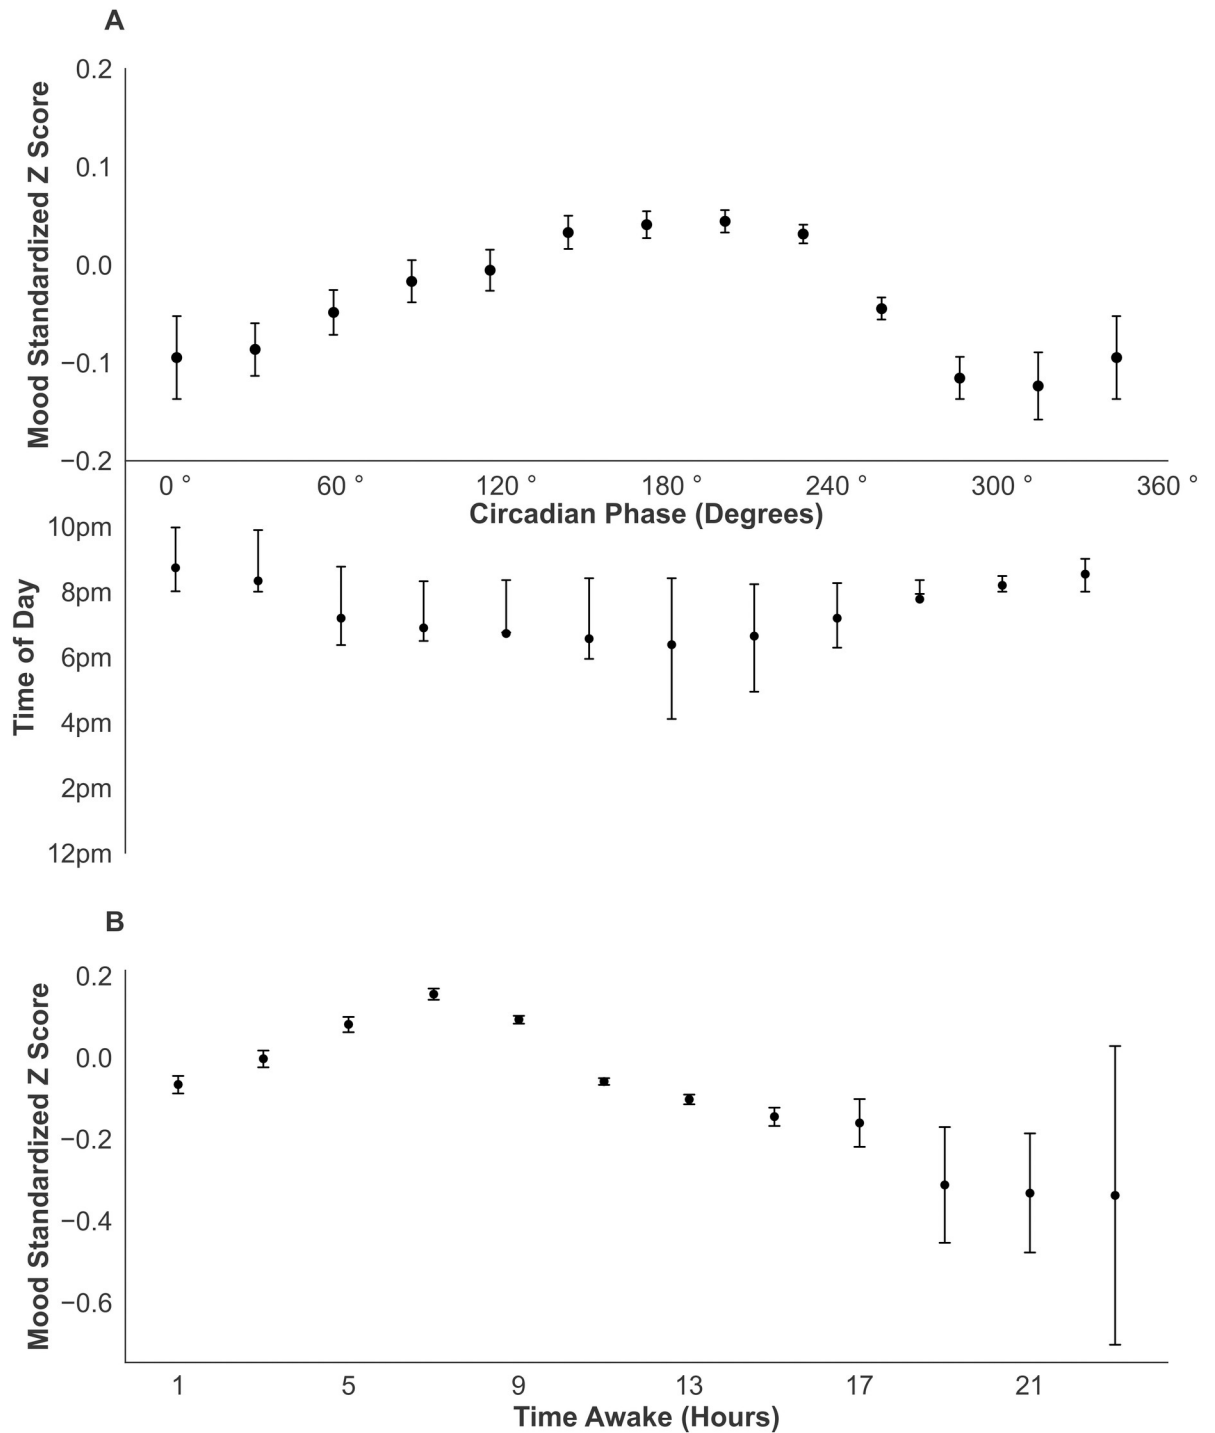 A
Mood Standardized Z Score
0.2
0.1
0.0
−0.1
−0.2
0 ° 60 ° 120 ° 180 ° 240 ° 300 ° 360 °
Circadian Phase (Degrees)
Time of Day
10pm
8pm
6pm
4pm
2pm
12pm
B
Mood Standardized Z Score
0.2
0.0
−0.2
−0.4
−0.6
1 5 9 13 17 21
Time Awake (Hours)